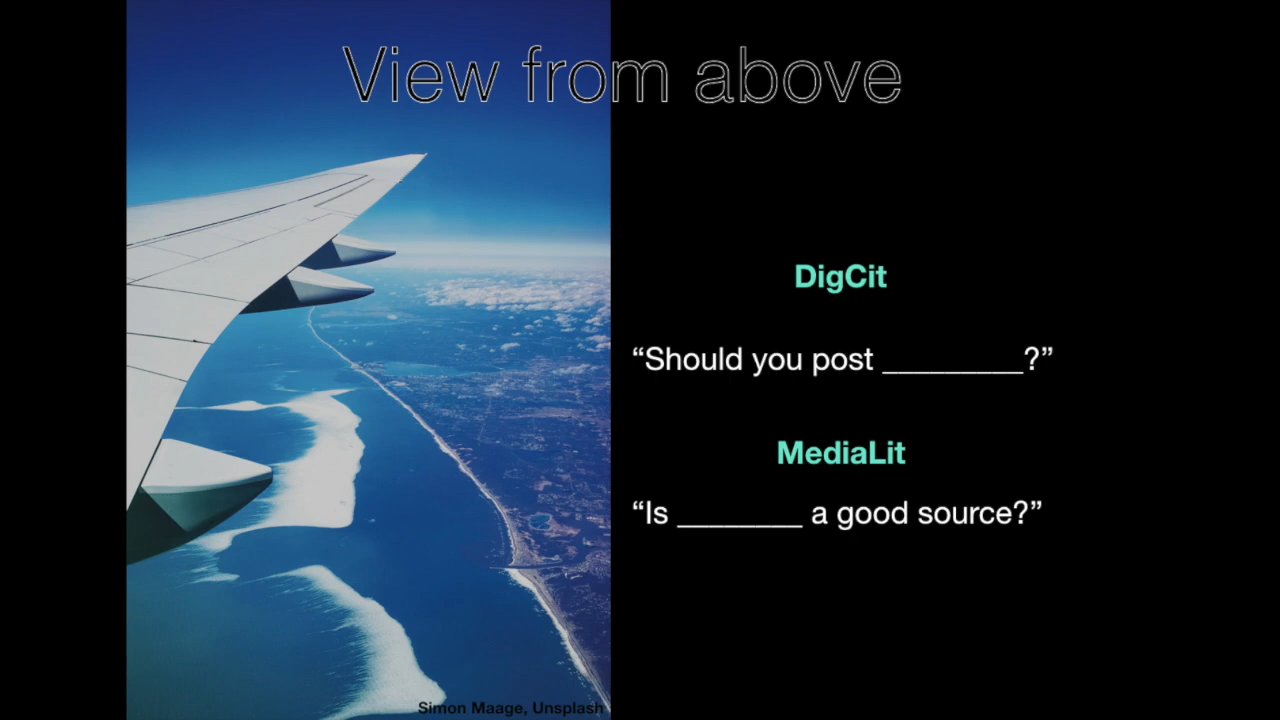 View from above
DigCit
“Should you post _________?”
MediaLit
“Is ________ a good source?”
Simon Maage, Unsplash